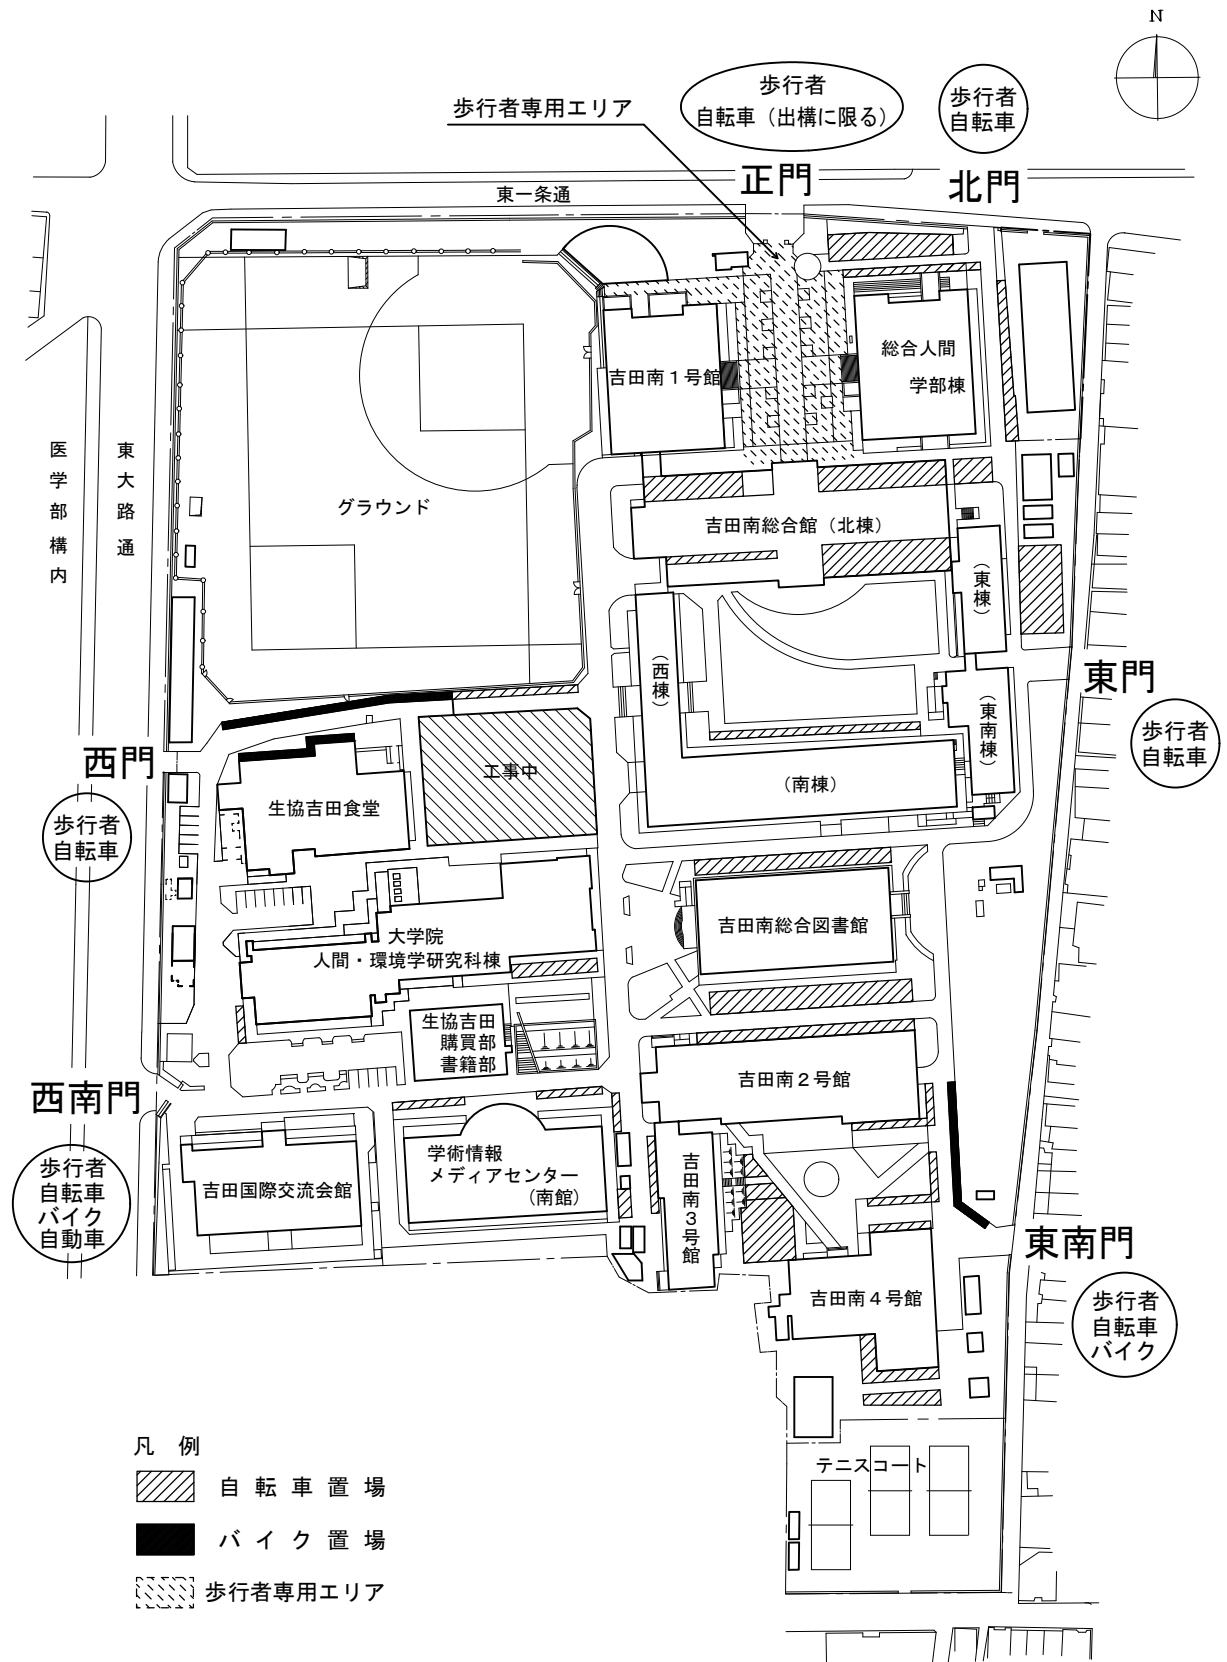 N
歩行者
自転車（出構に限る）
歩行者
自転車
歩行者専用エリア
正門
北門
東一条通
総合人間
学部棟
吉田南１号館
医学部構内
東大路通
グラウンド
吉田南総合館（北棟）
（東棟）
（西棟）
（東南棟）
（南棟）
東門
歩行者
自転車
西門
歩行者
自転車
工事中
生協吉田食堂
吉田南総合図書館
大学院
人間・環境学研究科棟
生協吉田
購買部
書籍部
吉田南２号館
西南門
歩行者
自転車
バイク
自動車
吉田国際交流会館
学術情報
メディアセンター
（南館）
吉田南３号館
東南門
歩行者
自転車
バイク
吉田南４号館
テニスコート
凡　例
自転車置場
バイク置場
歩行者専用エリア